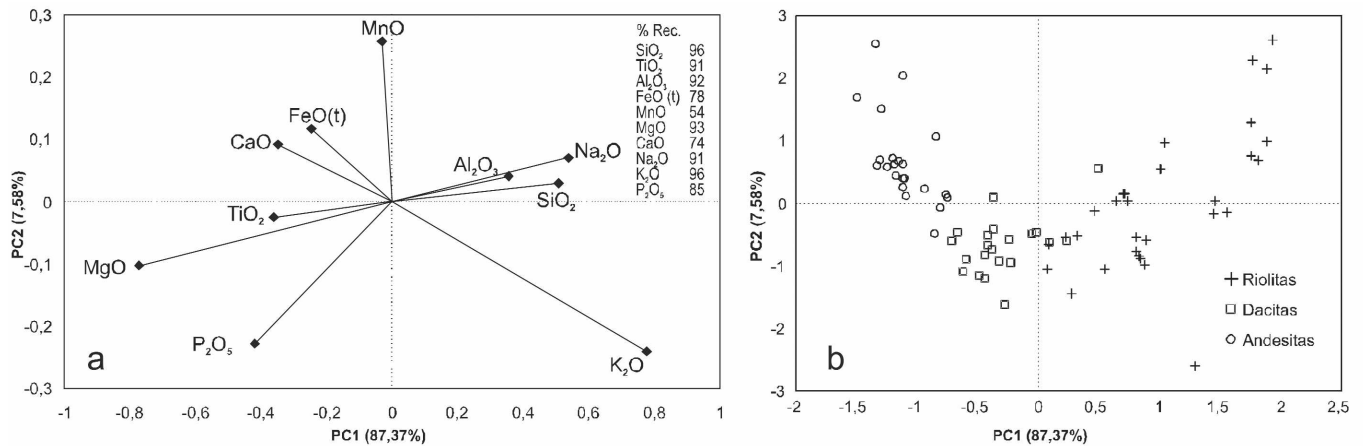 0,3
0,2
0,1
0
-0,1
-0,2
-0,3
PC2 (7,58%)
MnO
FeO(t)
CaO
TiO₂
MgO
P₂O₅
Al₂O₃
Na₂O
SiO₂
K₂O
% Rec.
SiO₂ 96
TiO₂ 91
Al₂O₃ 92
FeO (t) 78
MnO 54
MgO 93
CaO 74
Na₂O 91
K₂O 96
P₂O₅ 85
a
-1 -0,8 -0,6 -0,4 -0,2 0 0,2 0,4 0,6 0,8 1
PC1 (87,37%)
3
2
1
0
-1
-2
-3
PC2 (7,58%)
Riolitas
Dacitas
Andesitas
b
-2 -1,5 -1 -0,5 0 0,5 1 1,5 2 2,5
PC1 (87,37%)